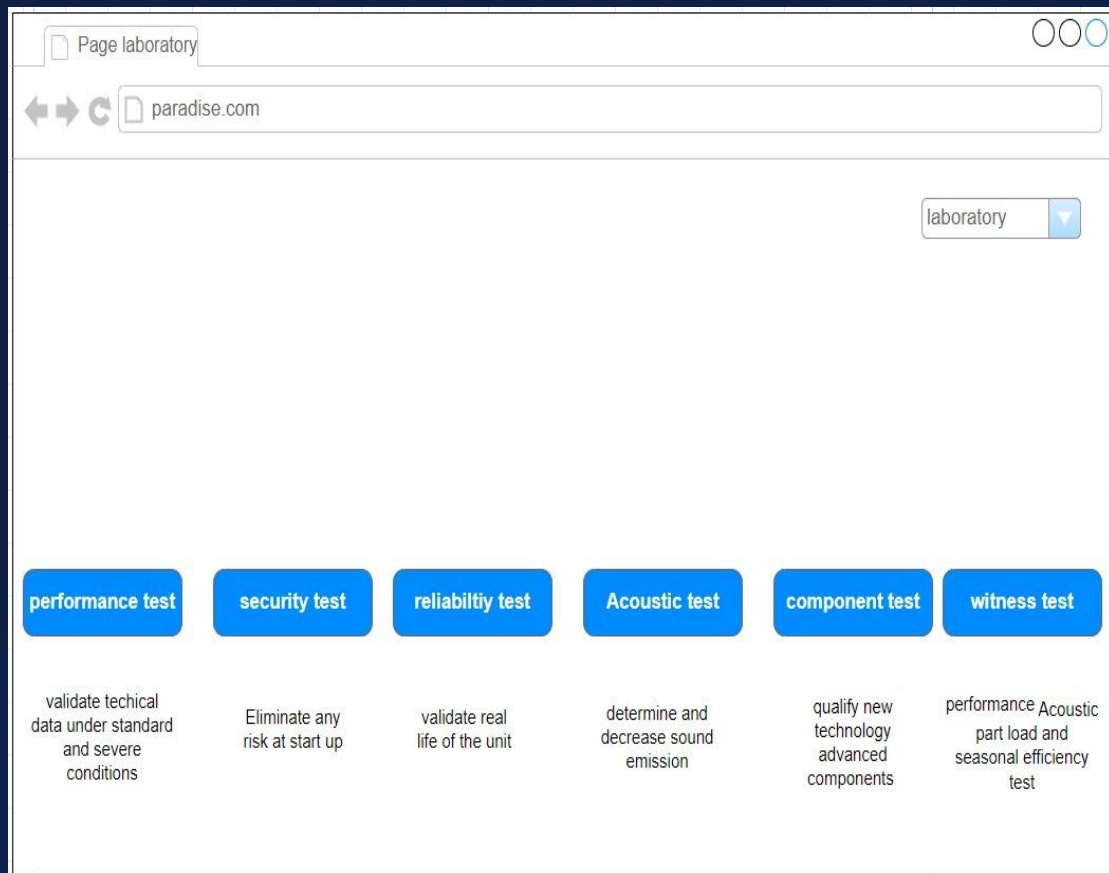 Page laboratory
paradise.com
laboratory
performance test
security test
reliabiltiy test
Acoustic test
component test
witness test
validate techical
data under standard
and severe
conditions
Eliminate any
risk at start up
validate real
life of the unit
determine and
decrease sound
emission
qualify new
technology
advanced
components
performance Acoustic
part load and
seasonal efficiency
test